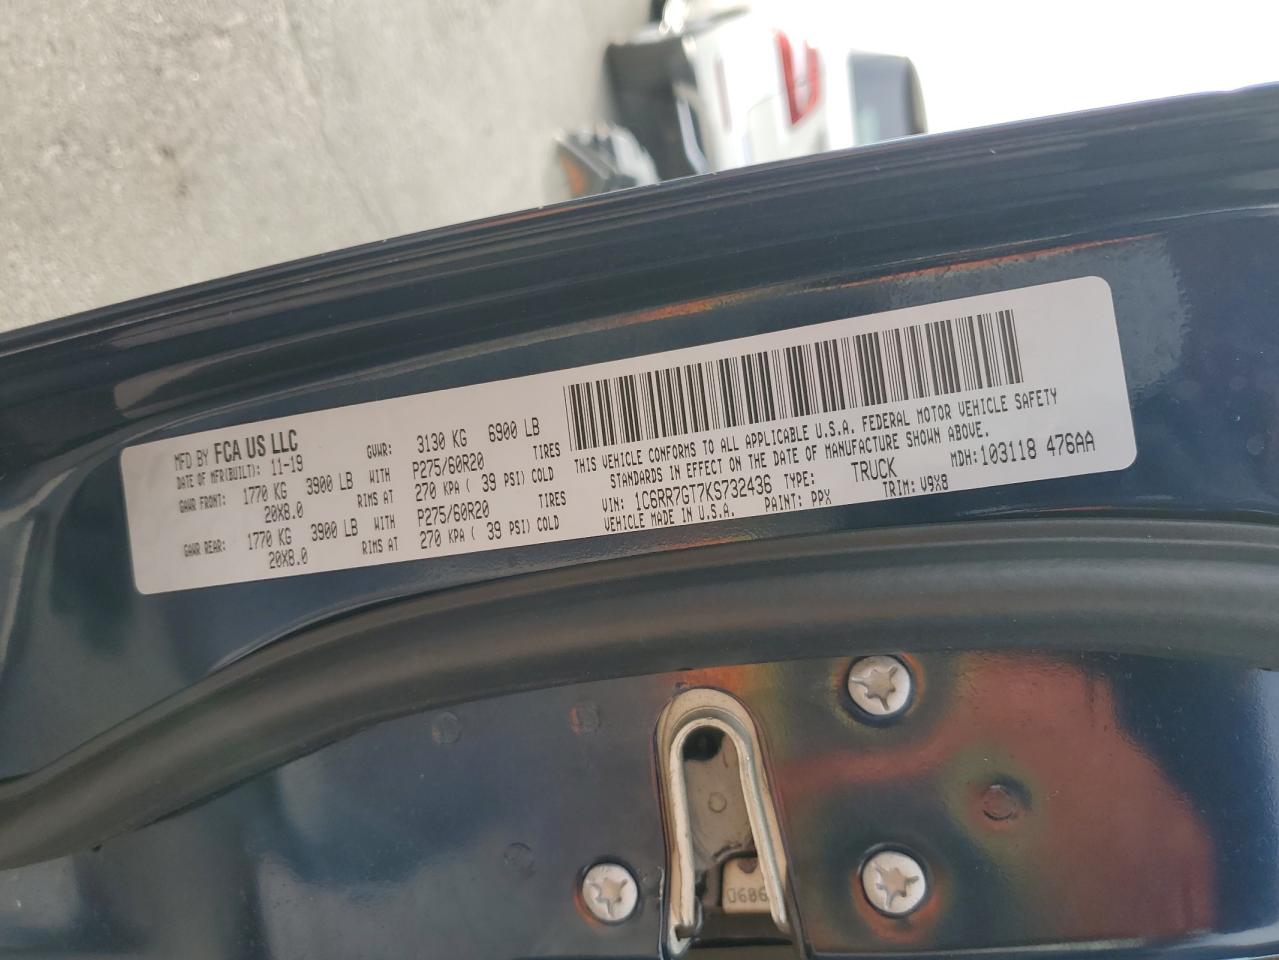 MFD BY FCA US LLC
DATE OF MFR(BUILT): 11-19 GVWR: 3130 KG 6900 LB
GAWR FRONT: 1770 KG 3900 LB WITH P275/60R20 TIRES
20X8.0 RIMS AT 270 KPA ( 39 PSI) COLD
GAWR REAR: 1770 KG 3900 LB WITH P275/60R20 TIRES
20X8.0 RIMS AT 270 KPA ( 39 PSI) COLD
THIS VEHICLE CONFORMS TO ALL APPLICABLE U.S.A. FEDERAL MOTOR VEHICLE SAFETY
STANDARDS IN EFFECT ON THE DATE OF MANUFACTURE SHOWN ABOVE.
VIN: 1C6RR7GT7KS732436 TYPE: TRUCK MDH:103118 476AA
VEHICLE MADE IN U.S.A. PAINT: PPX TRIM: V9X8